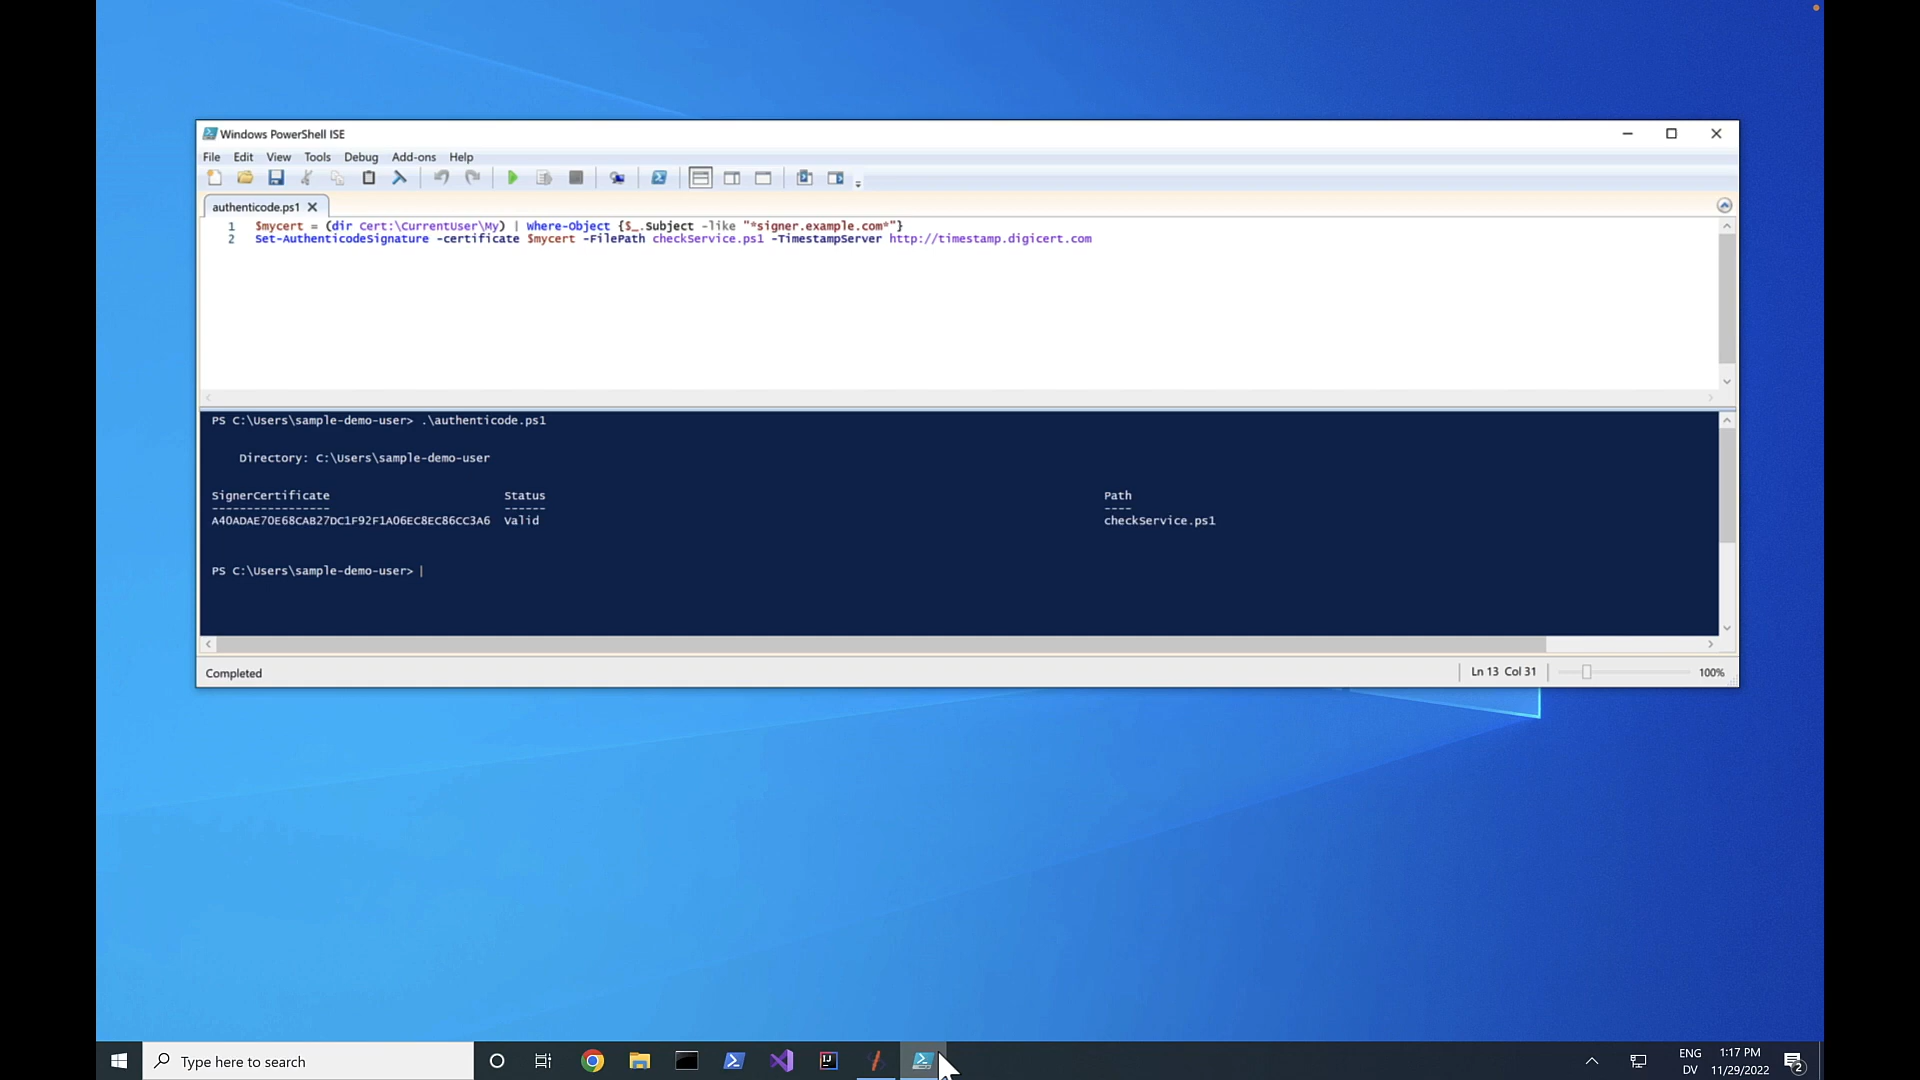 Windows PowerShell ISE
File Edit View Tools Debug Add-ons Help
authenticode.ps1
1 $mycert = (dir Cert:\CurrentUser\My) | Where-Object {$_.Subject -like "*signer.example.com*"}
2 Set-AuthenticodeSignature -certificate $mycert -FilePath checkService.ps1 -TimestampServer http://timestamp.digicert.com
PS C:\Users\sample-demo-user> .\authenticode.ps1
Directory: C:\Users\sample-demo-user
SignerCertificate Status Path
----------------- ------ ----
A40ADAE70E68CAB27DC1F92F1A06EC8EC86CC3A6 Valid checkService.ps1
PS C:\Users\sample-demo-user>
Completed Ln 13 Col 31 100%
Type here to search
IJ
ENG 1:17 PM
DV 11/29/2022 2